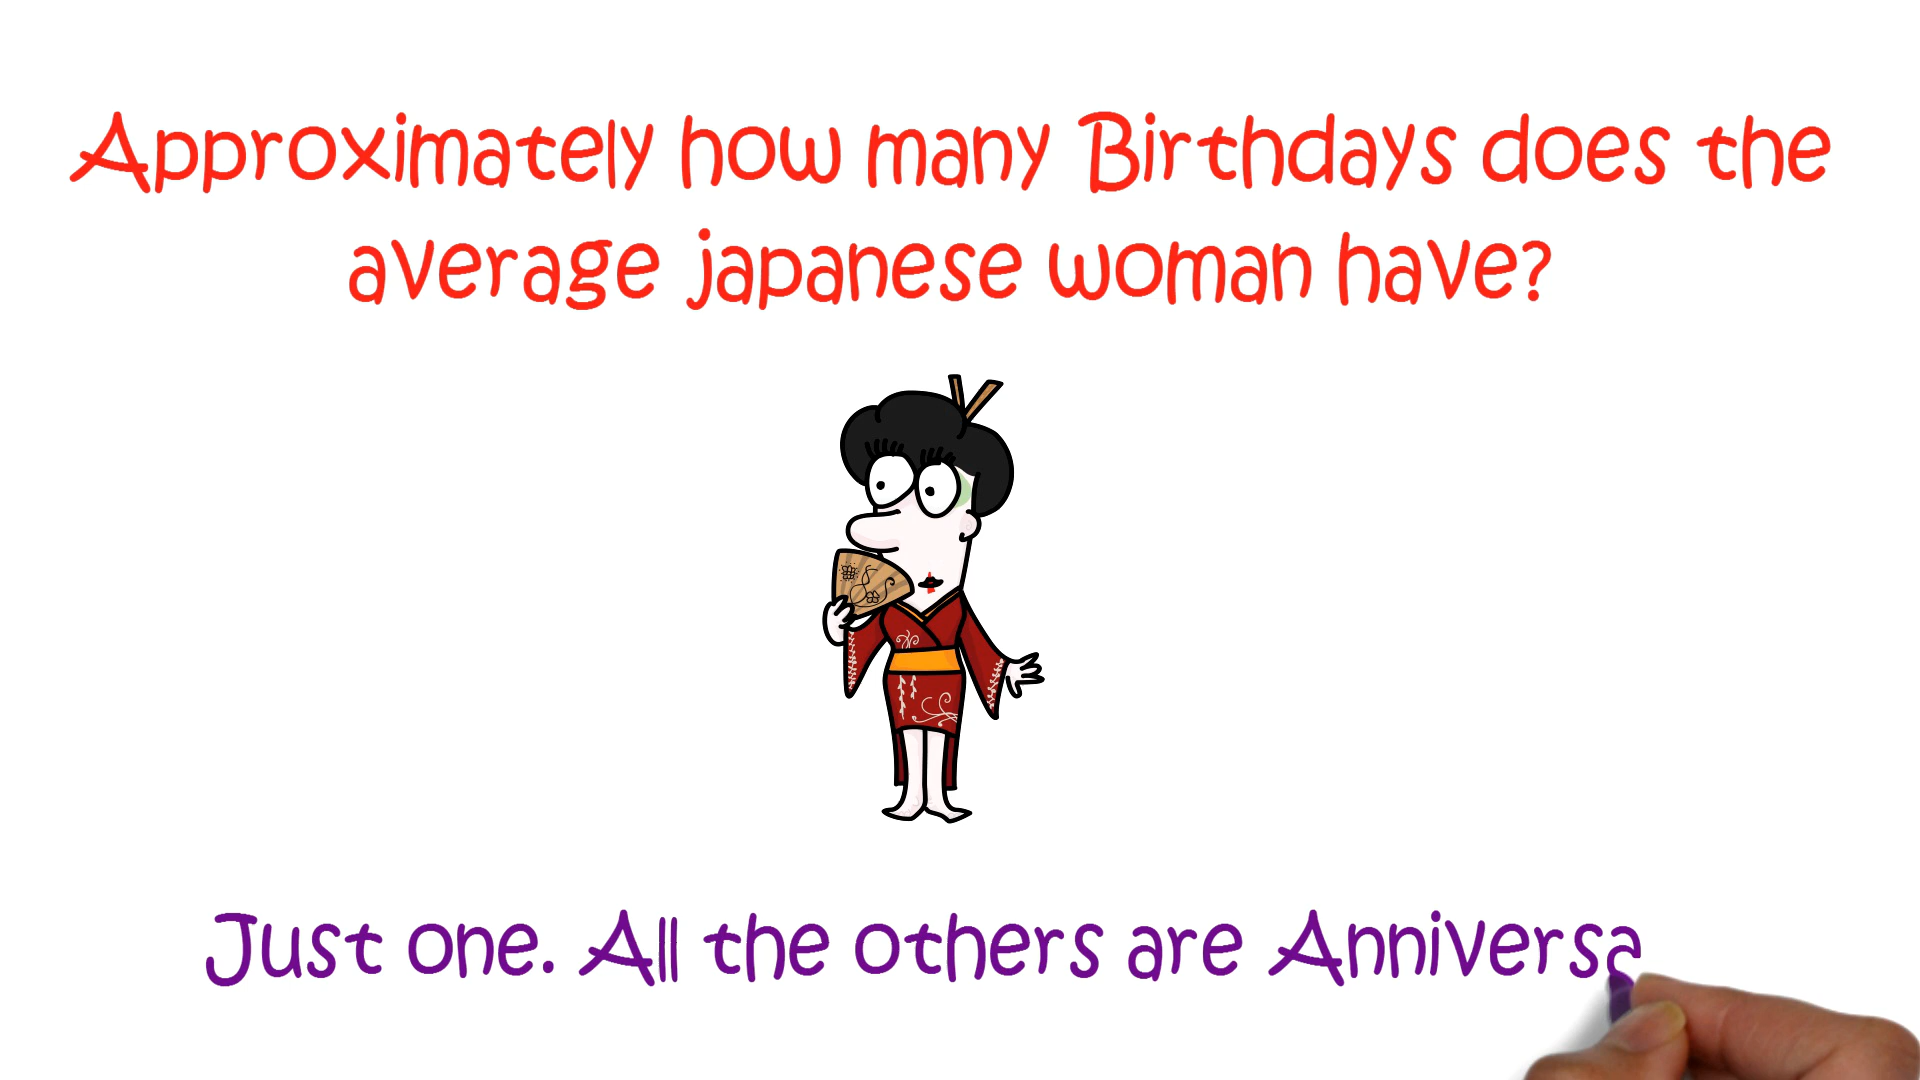 Approximately how many Birthdays does the
average japanese woman have?
Just one. All the others are Anniversa